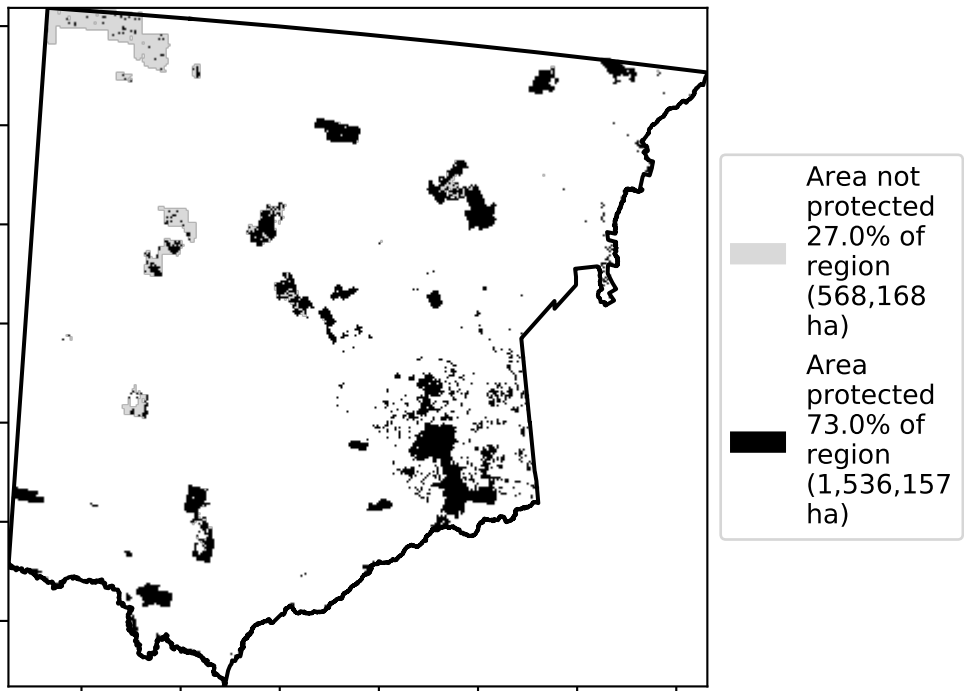 Area not
protected
27.0% of
region
(568,168
ha)
Area
protected
73.0% of
region
(1,536,157
ha)